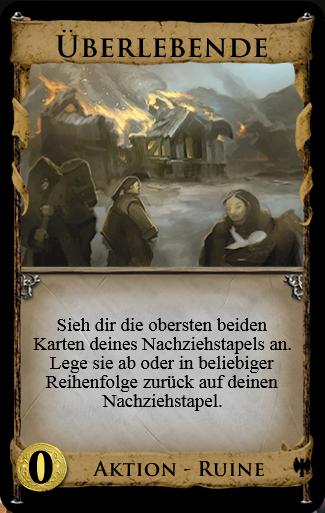 Überlebende
Sieh dir die obersten beiden
Karten deines Nachziehstapels an.
Lege sie ab oder in beliebiger
Reihenfolge zurück auf deinen
Nachziehstapel.
0
Aktion - Ruine